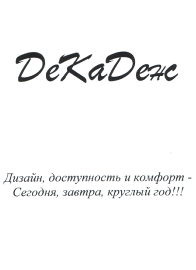 ДеКаДенс
Дизайн, доступность и комфорт -
Сегодня, завтра, круглый год!!!